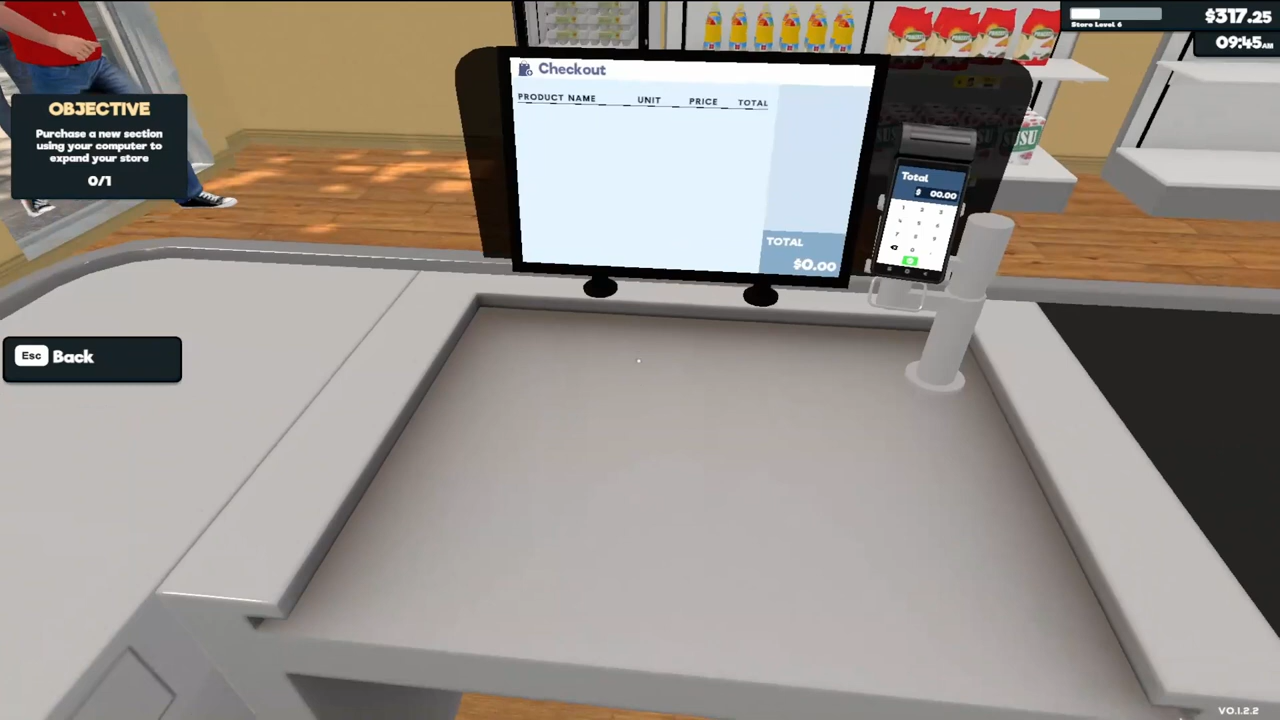 OBJECTIVE
Purchase a new section
using your computer to
expand your store
0/1
Esc Back
Checkout
PRODUCT NAME UNIT PRICE TOTAL
TOTAL
$0.00
Total
$ 00.00
Store Level 6
$317.25
09:45AM
V0.1.2.2